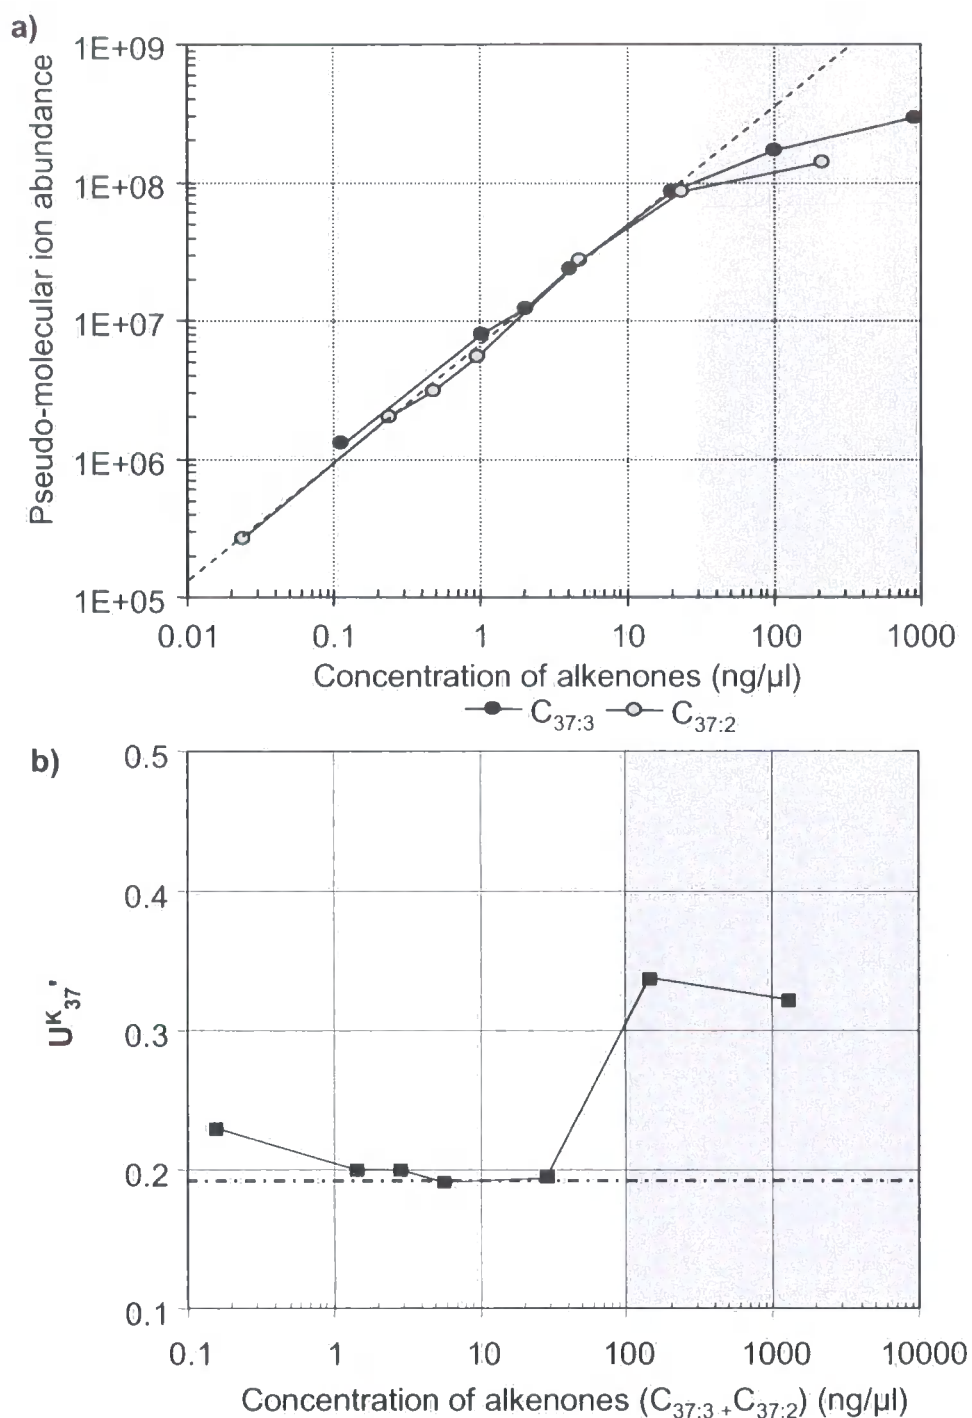 a)
Pseudo-molecular ion abundance
1E+09
1E+08
1E+07
1E+06
1E+05
0.01 0.1 1 10 100 1000
Concentration of alkenones (ng/µl)
C37:3 C37:2
b)
U^K_37'
0.5
0.4
0.3
0.2
0.1
0.1 1 10 100 1000 10000
Concentration of alkenones (C37:3 + C37:2) (ng/µl)